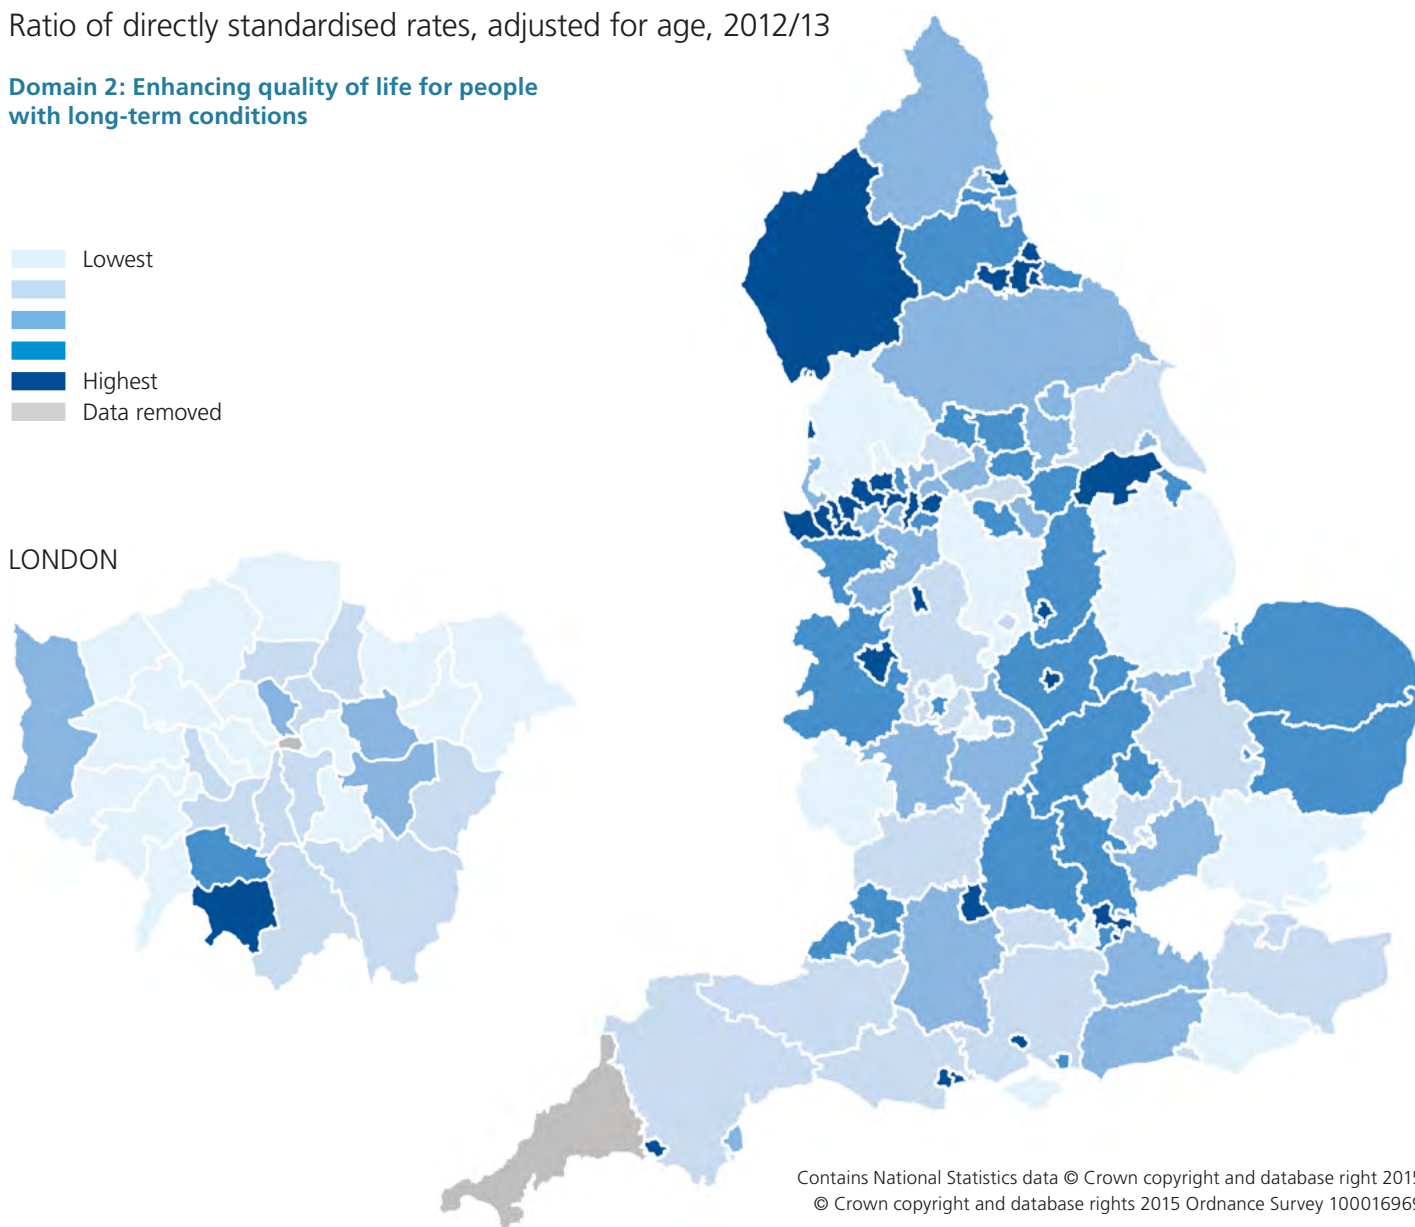 Ratio of directly standardised rates, adjusted for age, 2012/13
Domain 2: Enhancing quality of life for people
with long-term conditions
Lowest
Highest
Data removed
LONDON
Contains National Statistics data © Crown copyright and database right 2015
© Crown copyright and database rights 2015 Ordnance Survey 100016969